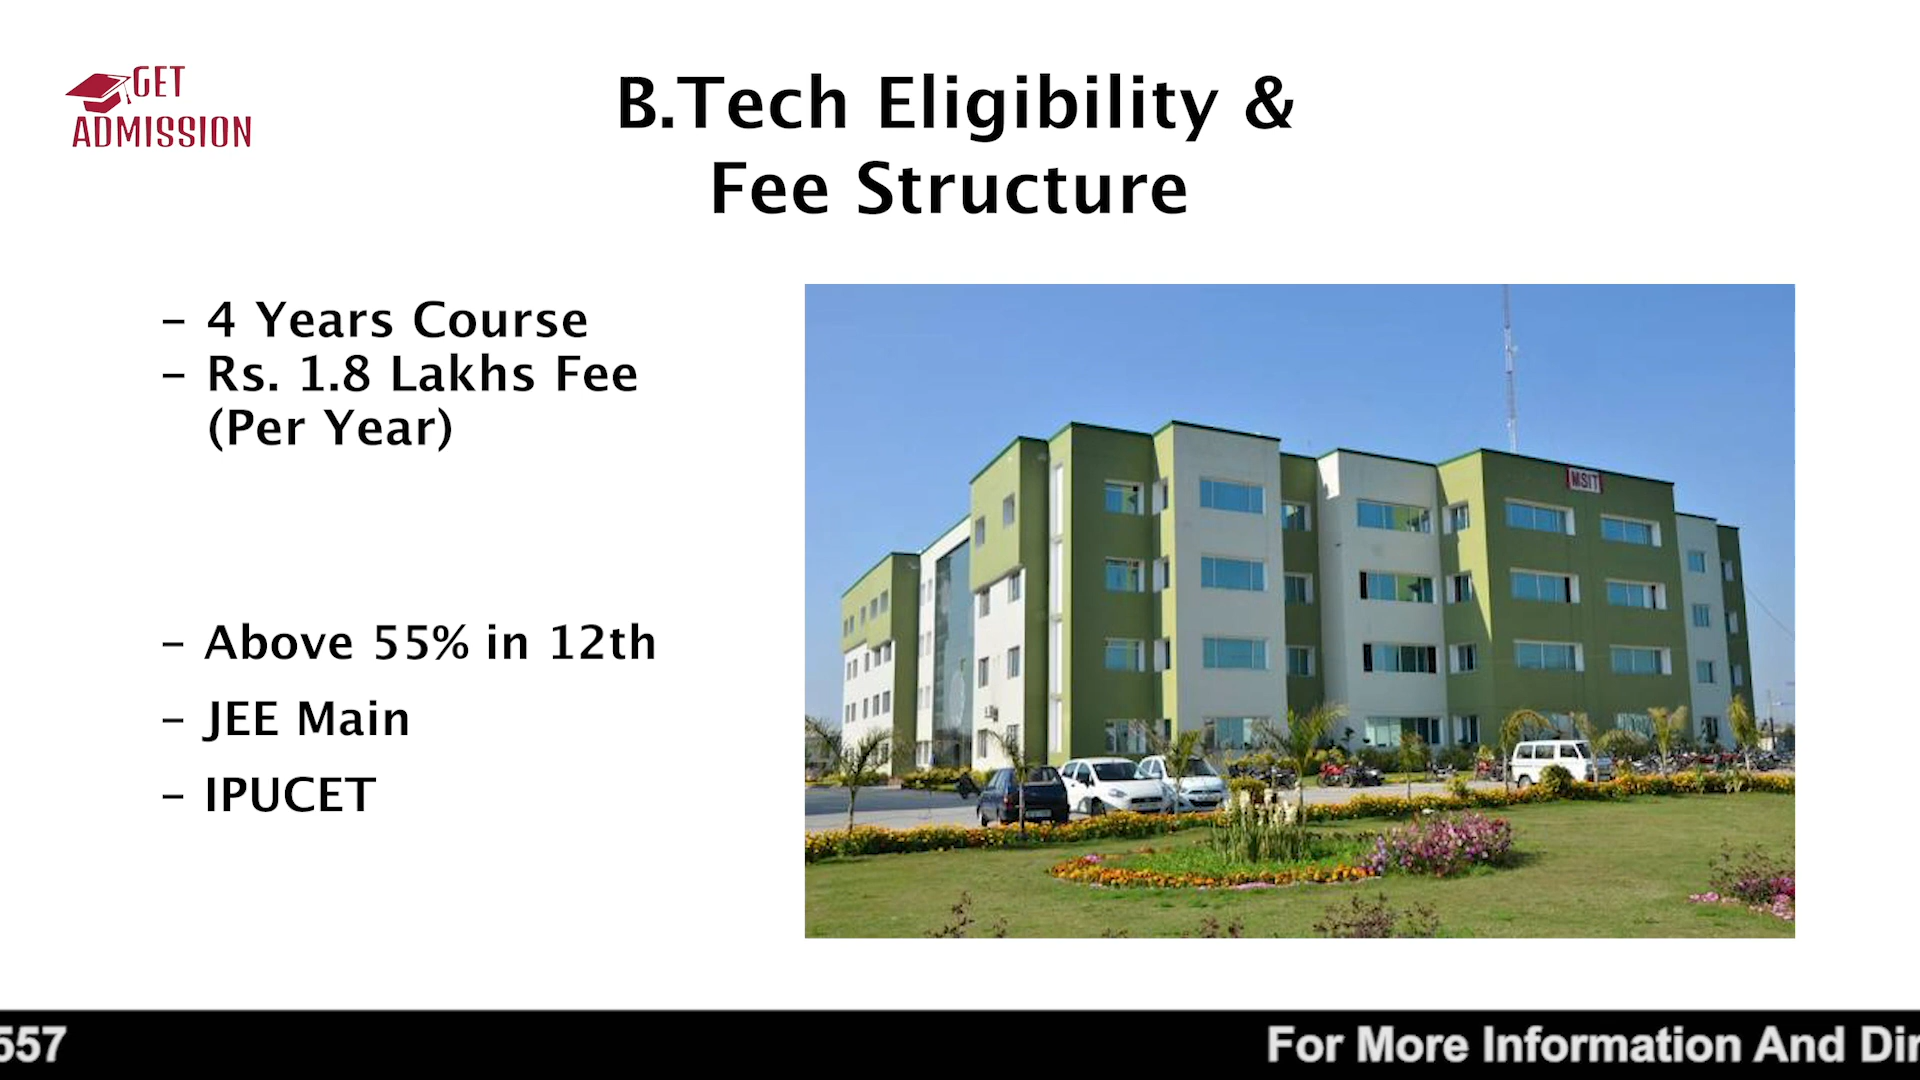 GET
ADMISSION
B.Tech Eligibility &
Fee Structure
- 4 Years Course
- Rs. 1.8 Lakhs Fee
(Per Year)
- Above 55% in 12th
- JEE Main
- IPUCET
MSIT
557
For More Information And Dir